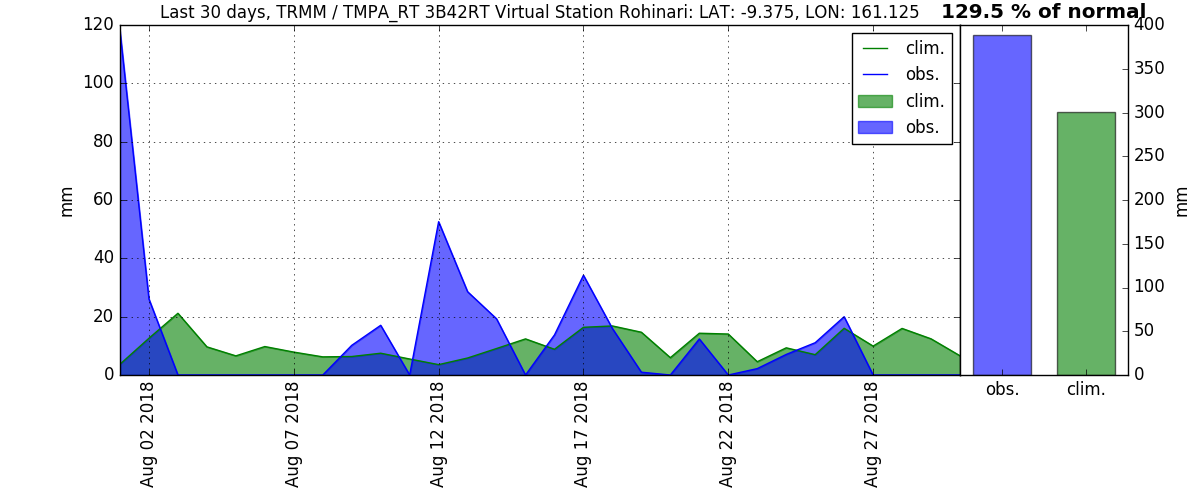 Last 30 days, TRMM / TMPA_RT 3B42RT Virtual Station Rohinari: LAT: -9.375, LON: 161.125
129.5 % of normal
120
100
80
60
40
20
0
mm
clim.
obs.
clim.
obs.
Aug 02 2018
Aug 07 2018
Aug 12 2018
Aug 17 2018
Aug 22 2018
Aug 27 2018
400
350
300
250
200
150
100
50
0
mm
obs.
clim.